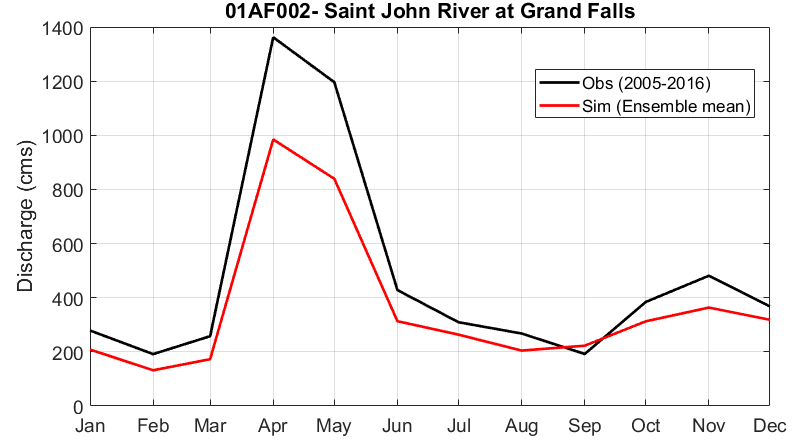 01AF002- Saint John River at Grand Falls
1400
1200
1000
800
600
400
200
0
Discharge (cms)
Obs (2005-2016)
Sim (Ensemble mean)
Jan Feb Mar Apr May Jun Jul Aug Sep Oct Nov Dec